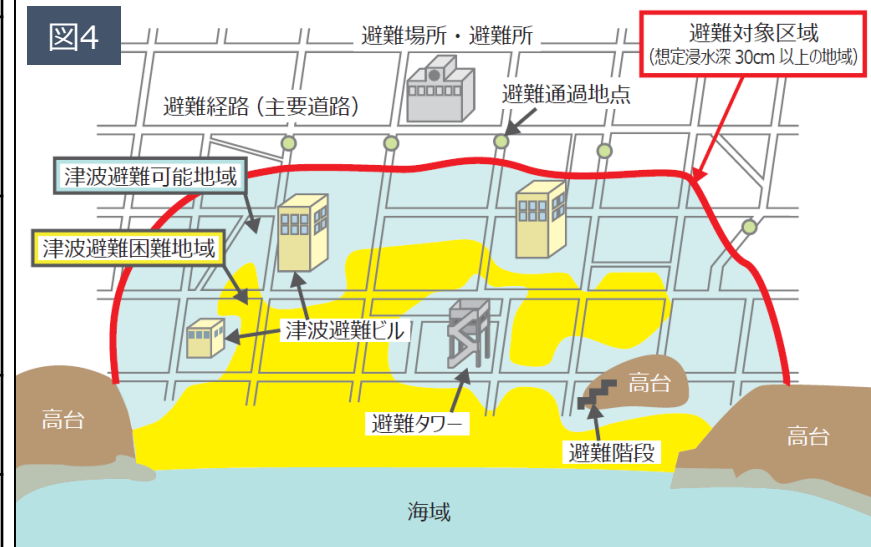 図4
避難場所・避難所
避難対象区域
(想定浸水深 30cm 以上の地域)
避難経路（主要道路）
避難通過地点
津波避難可能地域
津波避難困難地域
津波避難ビル
高台
高台
高台
避難タワー
避難階段
海域